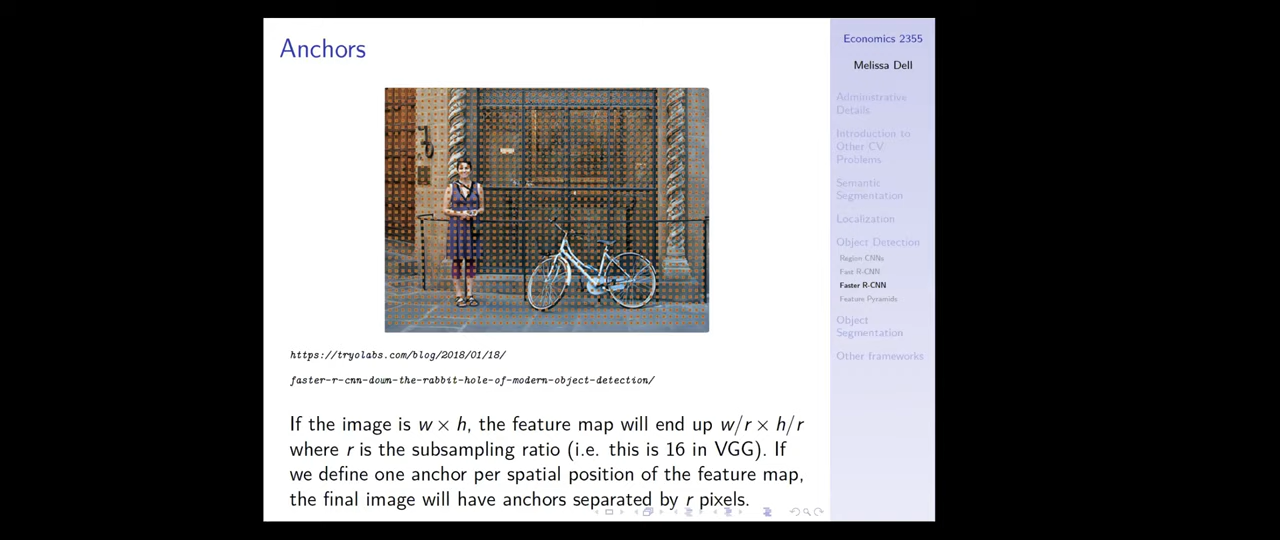 Anchors
https://tryolabs.com/blog/2018/01/18/
faster-r-cnn-down-the-rabbit-hole-of-modern-object-detection/
If the image is w × h, the feature map will end up w/r × h/r
where r is the subsampling ratio (i.e. this is 16 in VGG). If
we define one anchor per spatial position of the feature map,
the final image will have anchors separated by r pixels.
Economics 2355
Melissa Dell
Administrative
Details
Introduction to
Other CV
Problems
Semantic
Segmentation
Localization
Object Detection
Region CNNs
Fast R-CNN
Faster R-CNN
Feature Pyramids
Object
Segmentation
Other frameworks